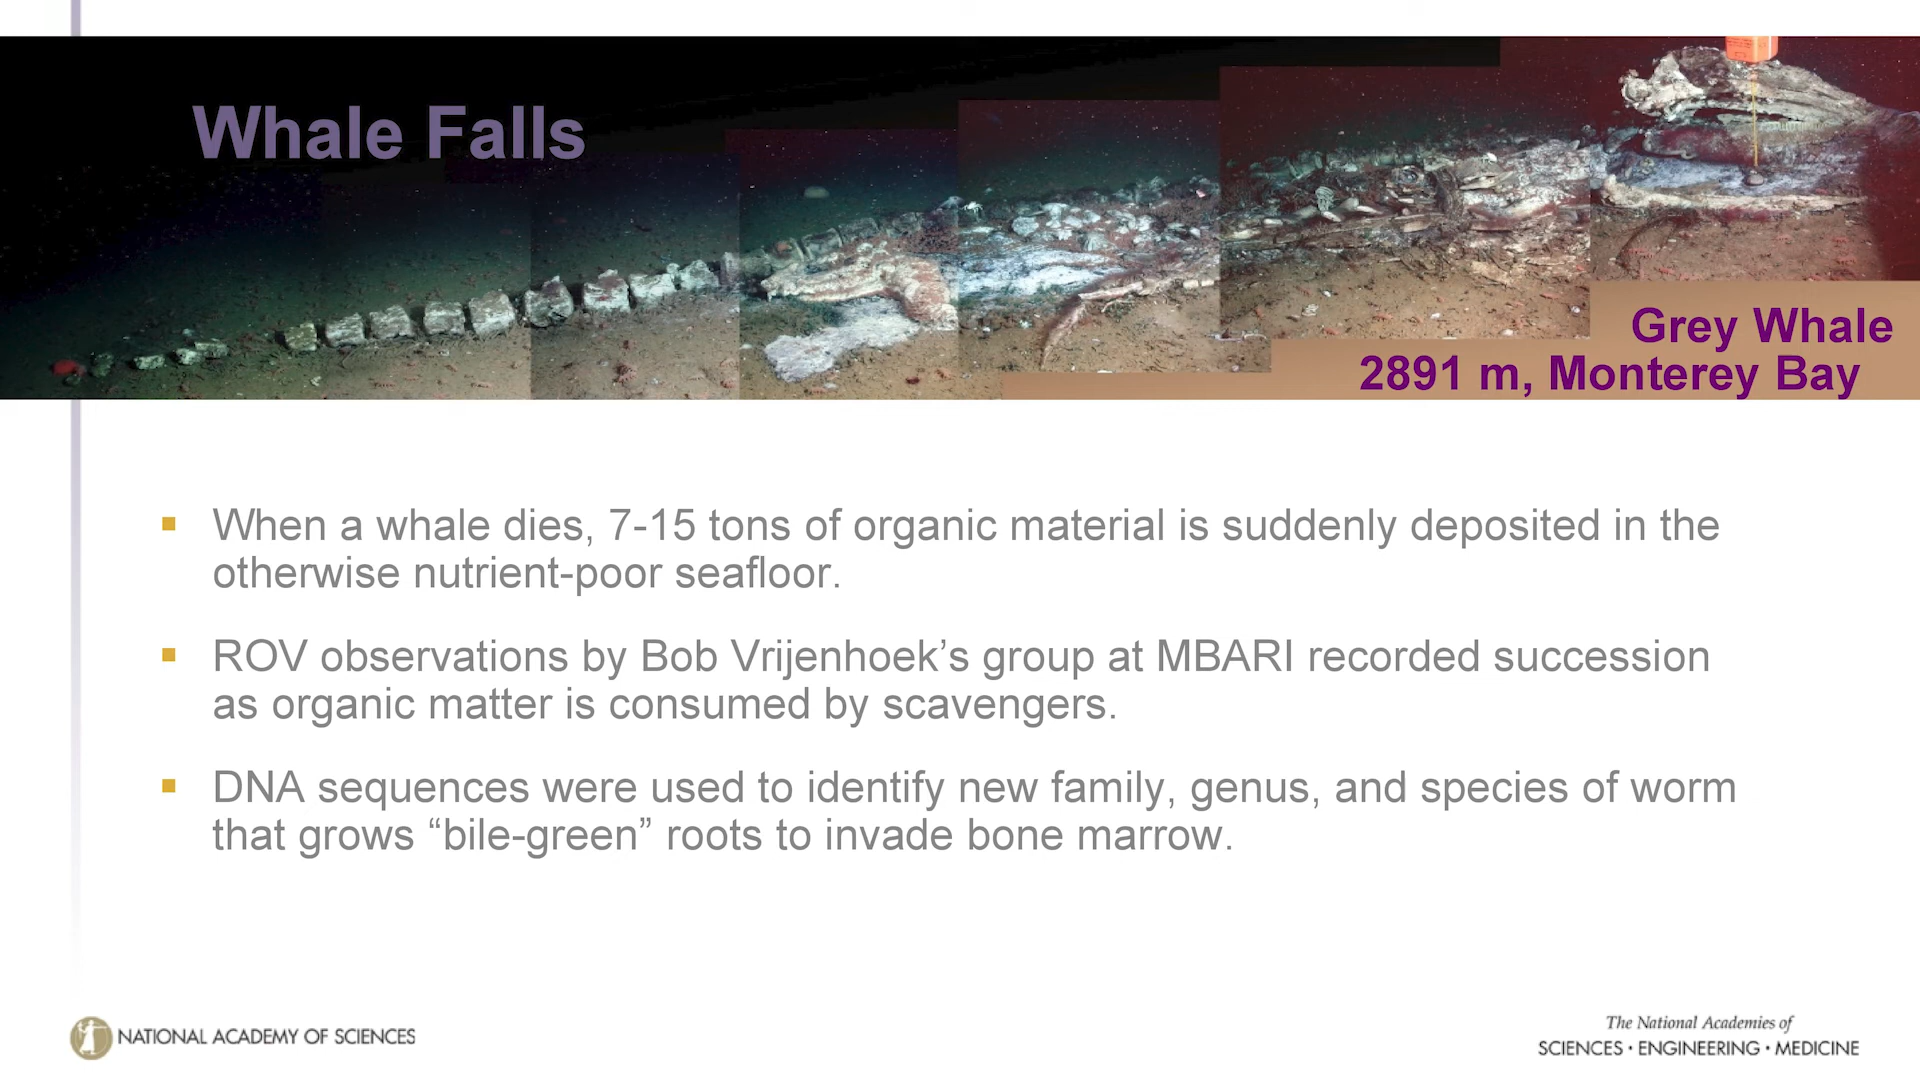 Whale Falls
Grey Whale
2891 m, Monterey Bay
▪ When a whale dies, 7-15 tons of organic material is suddenly deposited in the
otherwise nutrient-poor seafloor.
▪ ROV observations by Bob Vrijenhoek’s group at MBARI recorded succession
as organic matter is consumed by scavengers.
▪ DNA sequences were used to identify new family, genus, and species of worm
that grows “bile-green” roots to invade bone marrow.
NATIONAL ACADEMY OF SCIENCES
The National Academies of
SCIENCES · ENGINEERING · MEDICINE